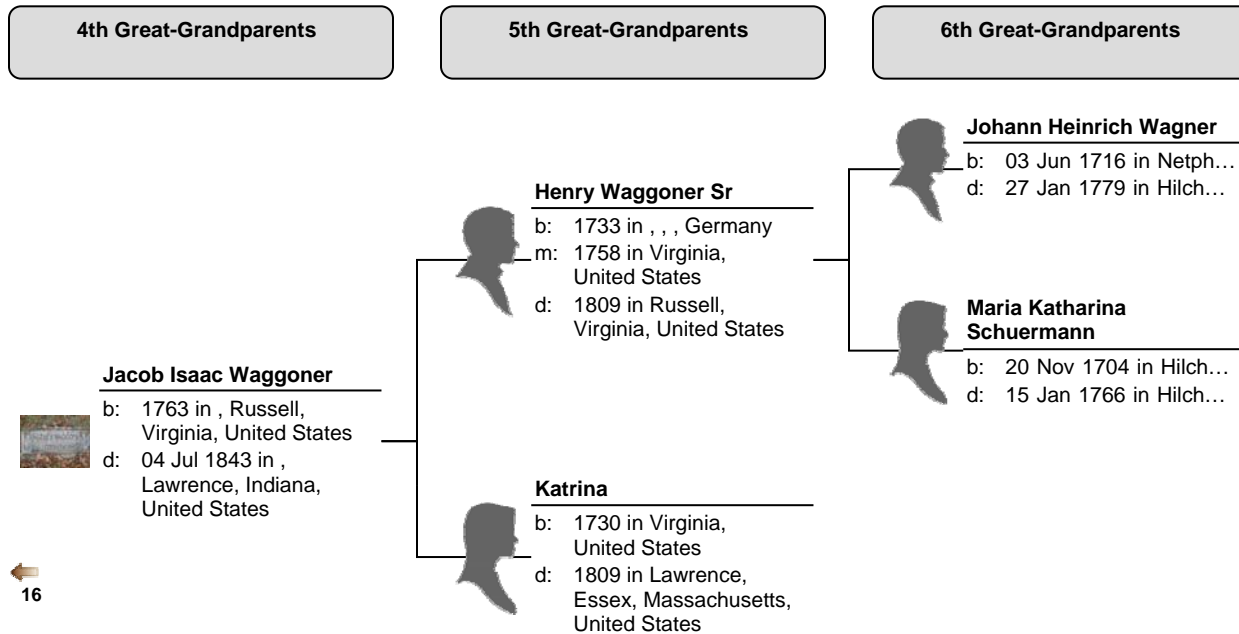 4th Great-Grandparents
5th Great-Grandparents
6th Great-Grandparents
Johann Heinrich Wagner
b: 03 Jun 1716 in Netph…
d: 27 Jan 1779 in Hilch…
Henry Waggoner Sr
b: 1733 in , , , Germany
m: 1758 in Virginia,
United States
d: 1809 in Russell,
Virginia, United States
Maria Katharina
Schuermann
b: 20 Nov 1704 in Hilch…
d: 15 Jan 1766 in Hilch…
Jacob Isaac Waggoner
b: 1763 in , Russell,
Virginia, United States
d: 04 Jul 1843 in ,
Lawrence, Indiana,
United States
Katrina
b: 1730 in Virginia,
United States
d: 1809 in Lawrence,
Essex, Massachusetts,
United States
16